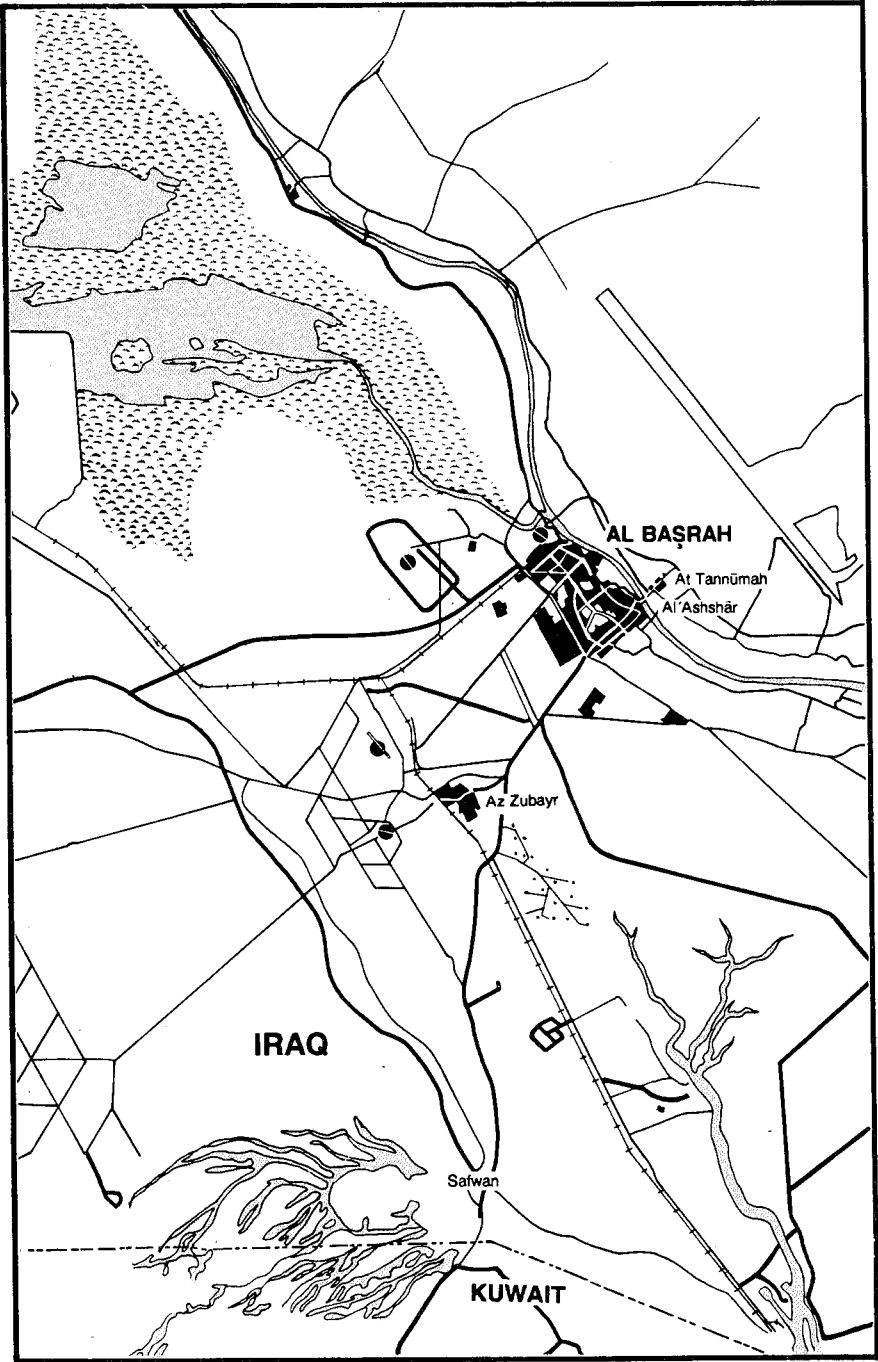 AL BAṢRAH
At Tannūmah
Al 'Ashshār
Az Zubayr
IRAQ
Safwan
KUWAIT